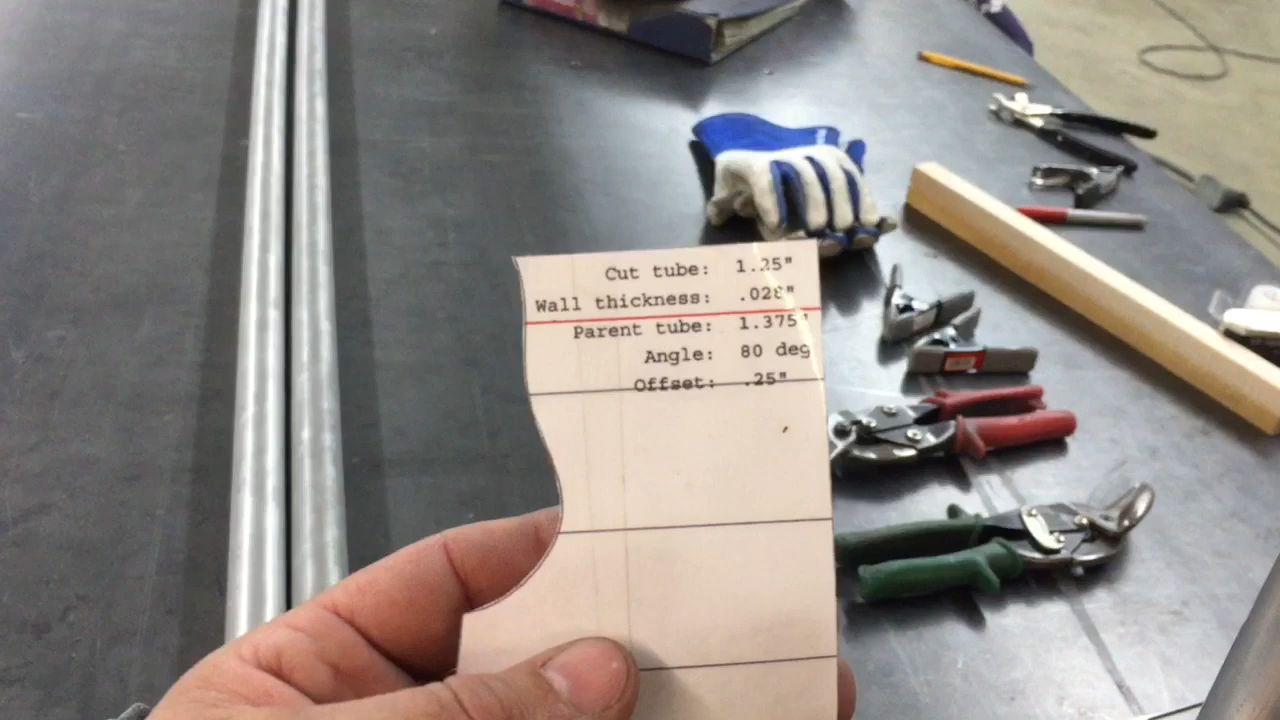 Cut tube: 1.25"
Wall thickness: .028"
Parent tube: 1.375"
Angle: 80 deg
Offset: .25"